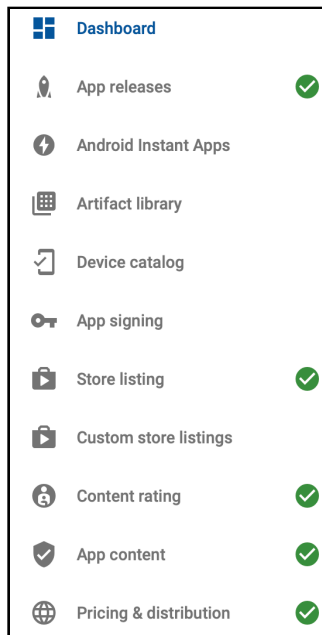 Dashboard
App releases
Android Instant Apps
Artifact library
Device catalog
App signing
Store listing
Custom store listings
Content rating
App content
Pricing & distribution